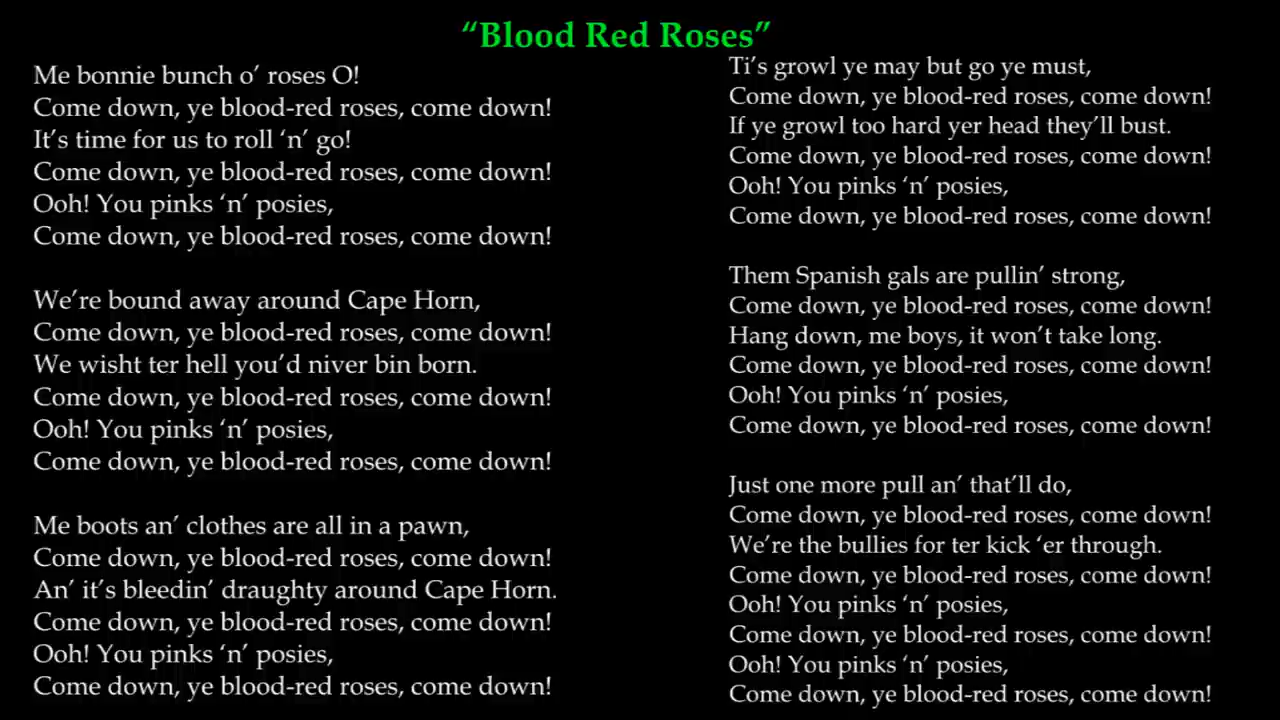 “Blood Red Roses”
Me bonnie bunch o’ roses O!
Come down, ye blood-red roses, come down!
It’s time for us to roll ‘n’ go!
Come down, ye blood-red roses, come down!
Ooh! You pinks ‘n’ posies,
Come down, ye blood-red roses, come down!
We’re bound away around Cape Horn,
Come down, ye blood-red roses, come down!
We wisht ter hell you’d niver bin born.
Come down, ye blood-red roses, come down!
Ooh! You pinks ‘n’ posies,
Come down, ye blood-red roses, come down!
Me boots an’ clothes are all in a pawn,
Come down, ye blood-red roses, come down!
An’ it’s bleedin’ draughty around Cape Horn.
Come down, ye blood-red roses, come down!
Ooh! You pinks ‘n’ posies,
Come down, ye blood-red roses, come down!
Ti’s growl ye may but go ye must,
Come down, ye blood-red roses, come down!
If ye growl too hard yer head they’ll bust.
Come down, ye blood-red roses, come down!
Ooh! You pinks ‘n’ posies,
Come down, ye blood-red roses, come down!
Them Spanish gals are pullin’ strong,
Come down, ye blood-red roses, come down!
Hang down, me boys, it won’t take long.
Come down, ye blood-red roses, come down!
Ooh! You pinks ‘n’ posies,
Come down, ye blood-red roses, come down!
Just one more pull an’ that’ll do,
Come down, ye blood-red roses, come down!
We’re the bullies for ter kick ‘er through.
Come down, ye blood-red roses, come down!
Ooh! You pinks ‘n’ posies,
Come down, ye blood-red roses, come down!
Ooh! You pinks ‘n’ posies,
Come down, ye blood-red roses, come down!